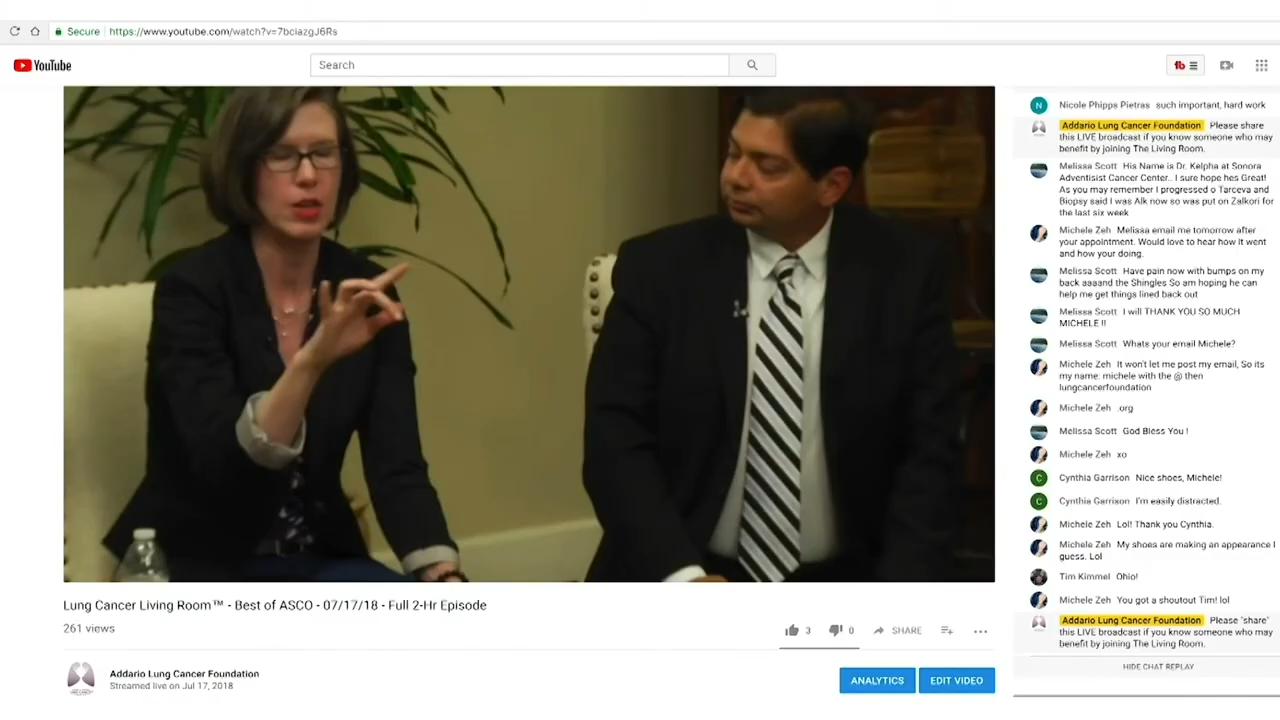 Secure https://www.youtube.com/watch?v=7bciazgJ6Rs
YouTube
Search
Nicole Phipps Pietras such important, hard work
Addario Lung Cancer Foundation Please share
this LIVE broadcast if you know someone who may
benefit by joining The Living Room.
Melissa Scott His Name is Dr. Kelpha at Sonora
Adventisist Cancer Center.. I sure hope hes Great!
As you may remember I progressed o Tarceva and
Biopsy said I was Alk now so was put on Zalkori for
the last six week
Michele Zeh Melissa email me tomorrow after
your appointment. Would love to hear how it went
and how your doing.
Melissa Scott Have pain now with bumps on my
back aaaand the Shingles So am hoping he can
help me get things lined back out
Melissa Scott I will THANK YOU SO MUCH
MICHELE !!
Melissa Scott Whats your email Michele?
Michele Zeh It won't let me post my email, So its
my name: michele with the @ then
lungcancerfoundation
Michele Zeh .org
Melissa Scott God Bless You !
Michele Zeh xo
C
Cynthia Garrison Nice shoes, Michele!
C
Cynthia Garrison I'm easily distracted.
Michele Zeh Lol! Thank you Cynthia.
Michele Zeh My shoes are making an appearance I
guess. Lol
Tim Kimmel Ohio!
Michele Zeh You got a shoutout Tim! lol
Addario Lung Cancer Foundation Please "share"
this LIVE broadcast if you know someone who may
benefit by joining The Living Room.
HIDE CHAT REPLAY
Lung Cancer Living Room™ - Best of ASCO - 07/17/18 - Full 2-Hr Episode
261 views
3 0 SHARE
Addario Lung Cancer Foundation
Streamed live on Jul 17, 2018
ANALYTICS EDIT VIDEO